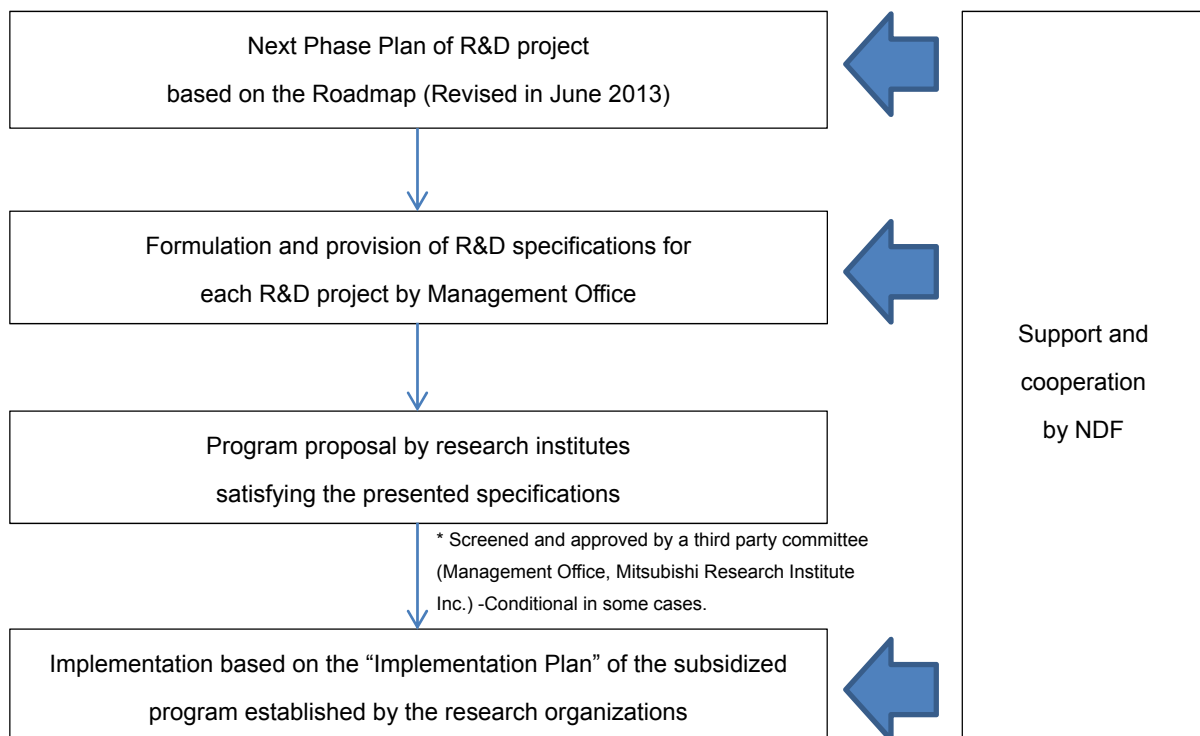 Next Phase Plan of R&D project
based on the Roadmap (Revised in June 2013)
Formulation and provision of R&D specifications for
each R&D project by Management Office
Program proposal by research institutes
satisfying the presented specifications
* Screened and approved by a third party committee
(Management Office, Mitsubishi Research Institute
Inc.) -Conditional in some cases.
Implementation based on the “Implementation Plan” of the subsidized
program established by the research organizations
Support and
cooperation
by NDF